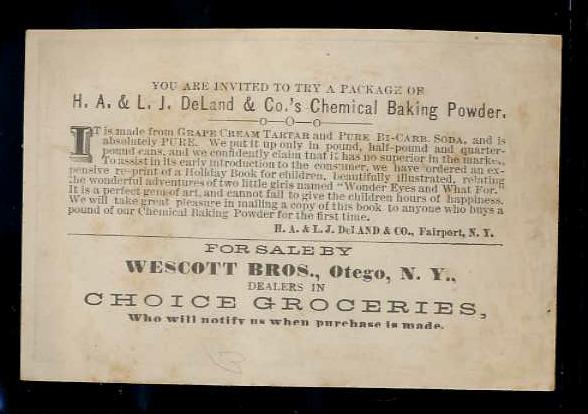 YOU ARE INVITED TO TRY A PACKAGE OF
H. A. & L. J. DeLand & Co.'s Chemical Baking Powder.
—O—O—O—
IT is made from GRAPE CREAM TARTAR and PURE BI-CARB. SODA, and is
absolutely PURE. We put it up only in pound, half-pound and quarter-
pound cans, and we confidently claim that it has no superior in the market.
To assist in its early introduction to the consumer, we have ordered an ex-
pensive re-print of a Holiday Book for children, beautifully illustrated, relating
the wonderful adventures of two little girls named "Wonder Eyes and What For."
It is a perfect gem of art, and cannot fail to give the children hours of happiness.
We will take great pleasure in mailing a copy of this book to anyone who buys a
pound of our Chemical Baking Powder for the first time.
H. A. & L. J. DeLAND & CO., Fairport, N. Y.
FOR SALE BY
WESCOTT BROS., Otego, N. Y.,
DEALERS IN
CHOICE GROCERIES,
Who will notify us when purchase is made.